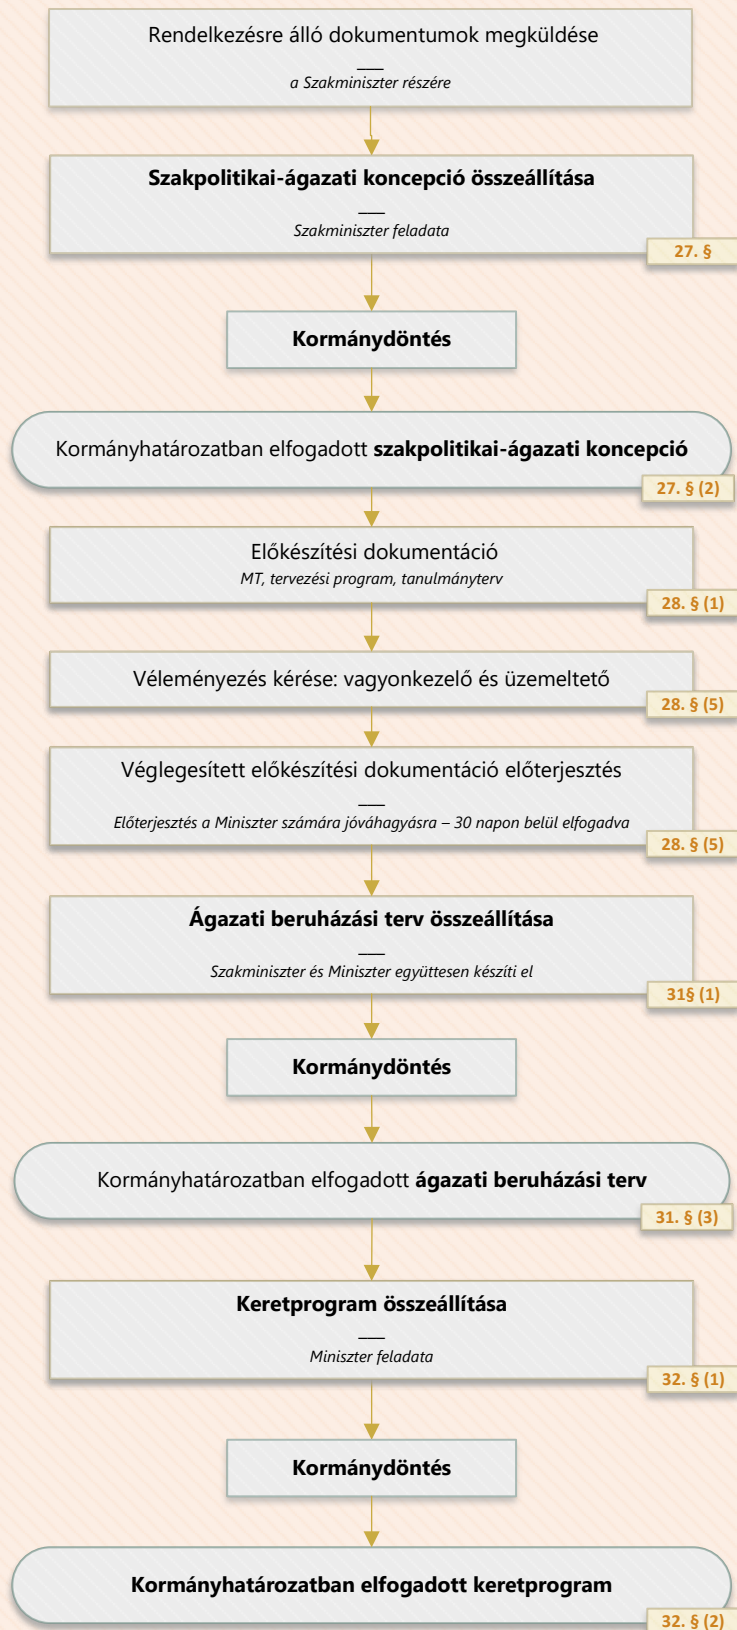 Rendelkezésre álló dokumentumok megküldése
a Szakminiszter részére
Szakpolitikai-ágazati koncepció összeállítása
Szakminiszter feladata
27. §
Kormánydöntés
Kormányhatározatban elfogadott szakpolitikai-ágazati koncepció
27. § (2)
Előkészítési dokumentáció
MT, tervezési program, tanulmányterv
28. § (1)
Véleményezés kérése: vagyonkezelő és üzemeltető
28. § (5)
Véglegesített előkészítési dokumentáció előterjesztés
Előterjesztés a Miniszter számára jóváhagyásra – 30 napon belül elfogadva
28. § (5)
Ágazati beruházási terv összeállítása
Szakminiszter és Miniszter együttesen készíti el
31§ (1)
Kormánydöntés
Kormányhatározatban elfogadott ágazati beruházási terv
31. § (3)
Keretprogram összeállítása
Miniszter feladata
32. § (1)
Kormánydöntés
Kormányhatározatban elfogadott keretprogram
32. § (2)